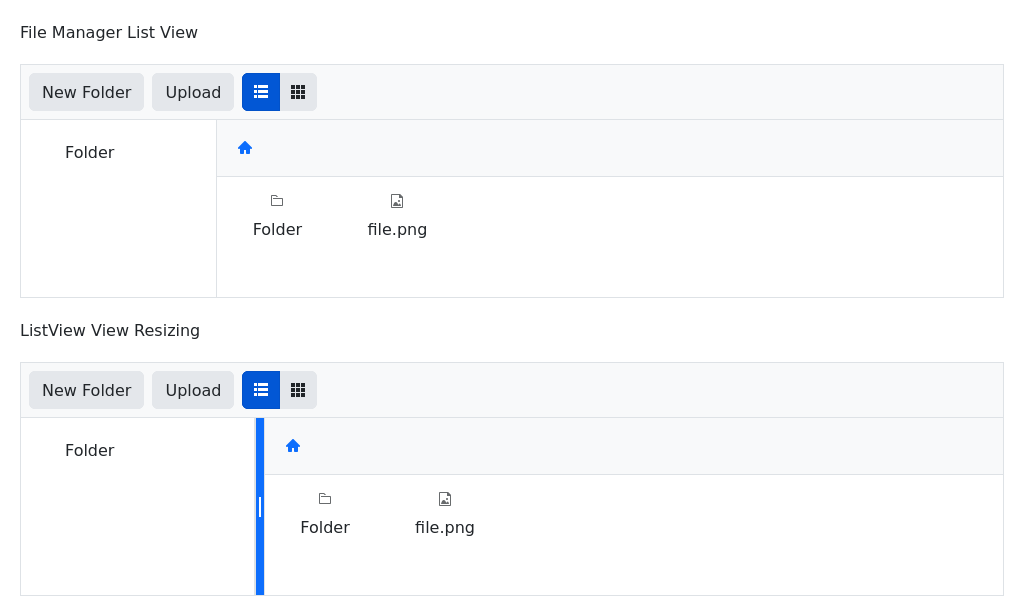 File Manager List View
New Folder Upload
Folder
Folder file.png
ListView View Resizing
New Folder Upload
Folder
Folder file.png